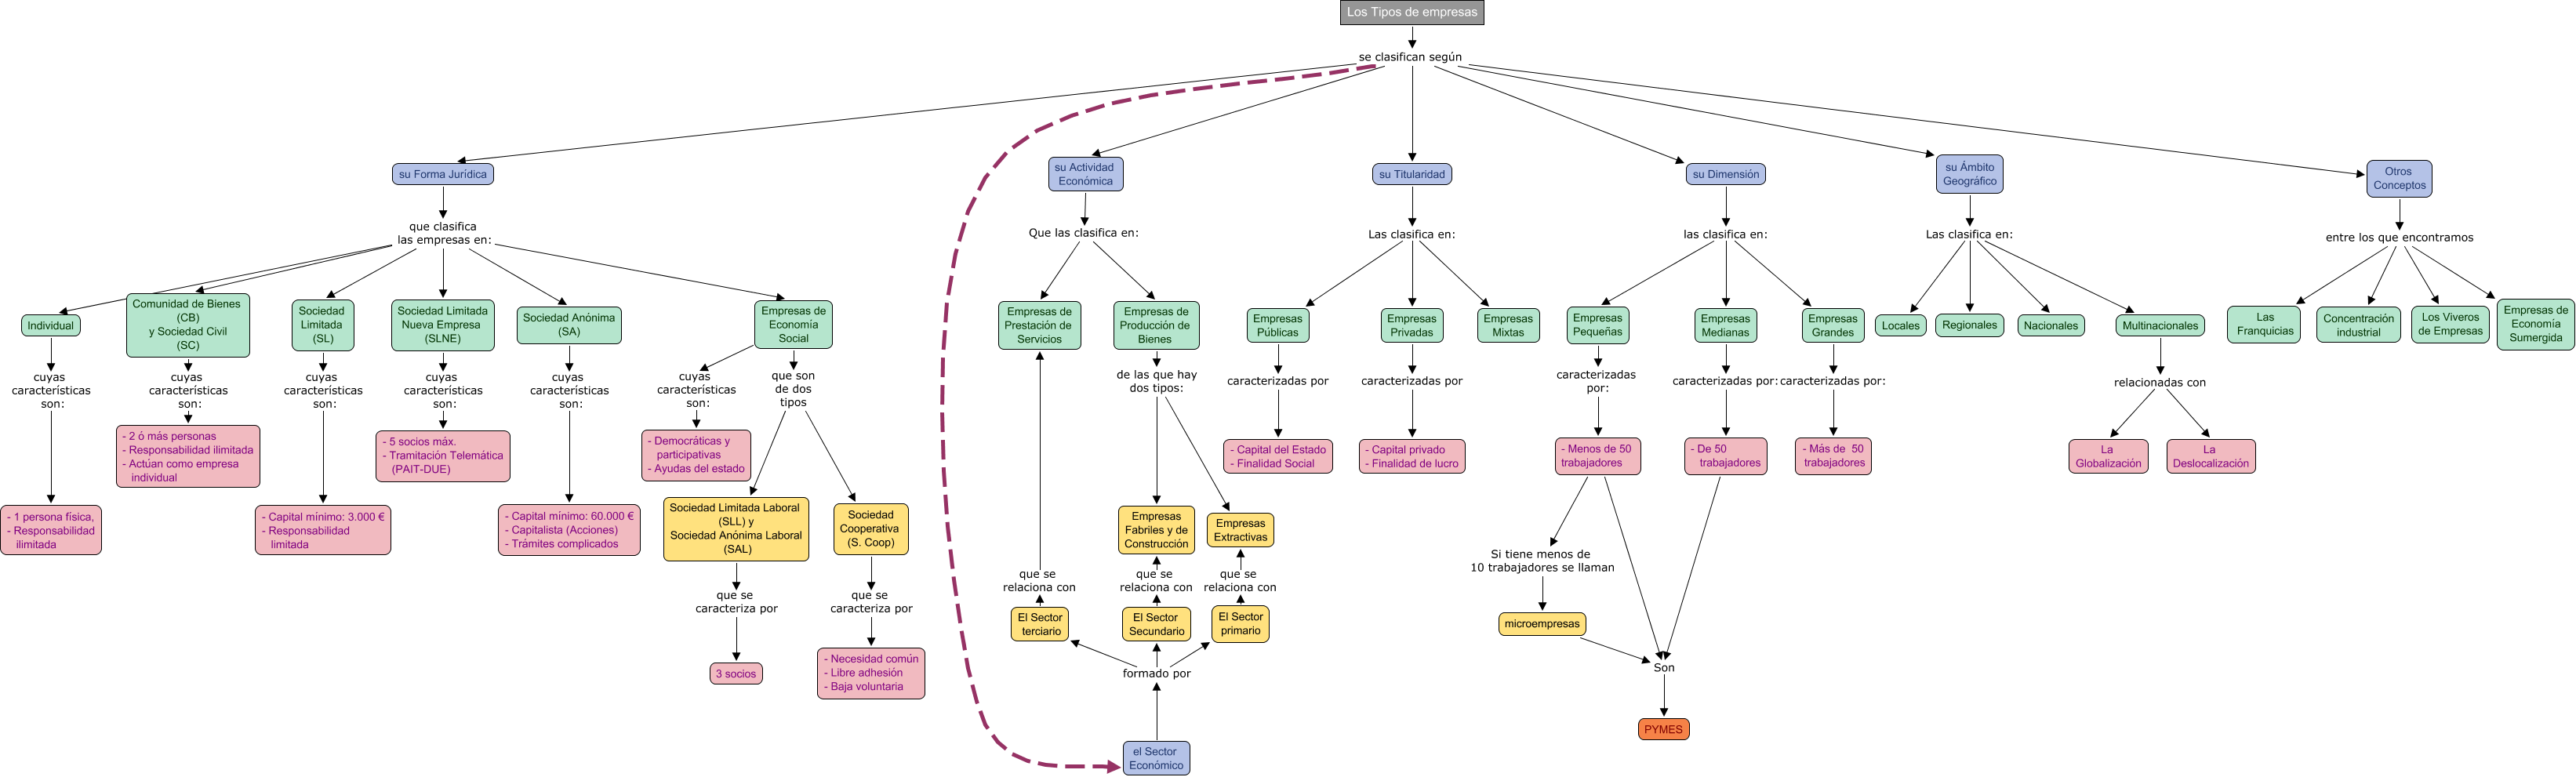 Los Tipos de empresas
se clasifican según
su Forma Jurídica
su Actividad
Económica
su Titularidad
su Dimensión
su Ámbito
Geográfico
Otros
Conceptos
que clasifica
las empresas en:
Que las clasifica en:
Las clasifica en:
las clasifica en:
Las clasifica en:
entre los que encontramos
Individual
Comunidad de Bienes
(CB)
y Sociedad Civil
(SC)
Sociedad
Limitada
(SL)
Sociedad Limitada
Nueva Empresa
(SLNE)
Sociedad Anónima
(SA)
Empresas de
Economía
Social
Empresas de
Prestación de
Servicios
Empresas de
Producción de
Bienes
Empresas
Públicas
Empresas
Privadas
Empresas
Mixtas
Empresas
Pequeñas
Empresas
Medianas
Empresas
Grandes
Locales
Regionales
Nacionales
Multinacionales
Las
Franquicias
Concentración
industrial
Los Viveros
de Empresas
Empresas de
Economía
Sumergida
cuyas
características
son:
cuyas
características
son:
cuyas
características
son:
cuyas
características
son:
cuyas
características
son:
cuyas
características
son:
que son
de dos
tipos
de las que hay
dos tipos:
caracterizadas por
caracterizadas por
caracterizadas
por:
caracterizadas por:
caracterizadas por:
relacionadas con
- 1 persona física,
- Responsabilidad
ilimitada
- 2 ó más personas
- Responsabilidad ilimitada
- Actúan como empresa
individual
- Capital mínimo: 3.000 €
- Responsabilidad
limitada
- 5 socios máx.
- Tramitación Telemática
(PAIT-DUE)
- Capital mínimo: 60.000 €
- Capitalista (Acciones)
- Trámites complicados
- Democráticas y
participativas
- Ayudas del estado
Sociedad Limitada Laboral
(SLL) y
Sociedad Anónima Laboral
(SAL)
Sociedad
Cooperativa
(S. Coop)
que se
caracteriza por
que se
caracteriza por
3 socios
- Necesidad común
- Libre adhesión
- Baja voluntaria
Empresas
Fabriles y de
Construcción
Empresas
Extractivas
que se
relaciona con
que se
relaciona con
que se
relaciona con
El Sector
terciario
El Sector
Secundario
El Sector
primario
formado por
el Sector
Económico
- Capital del Estado
- Finalidad Social
- Capital privado
- Finalidad de lucro
- Menos de 50
trabajadores
- De 50
trabajadores
- Más de 50
trabajadores
Si tiene menos de
10 trabajadores se llaman
microempresas
Son
PYMES
La
Globalización
La
Deslocalización